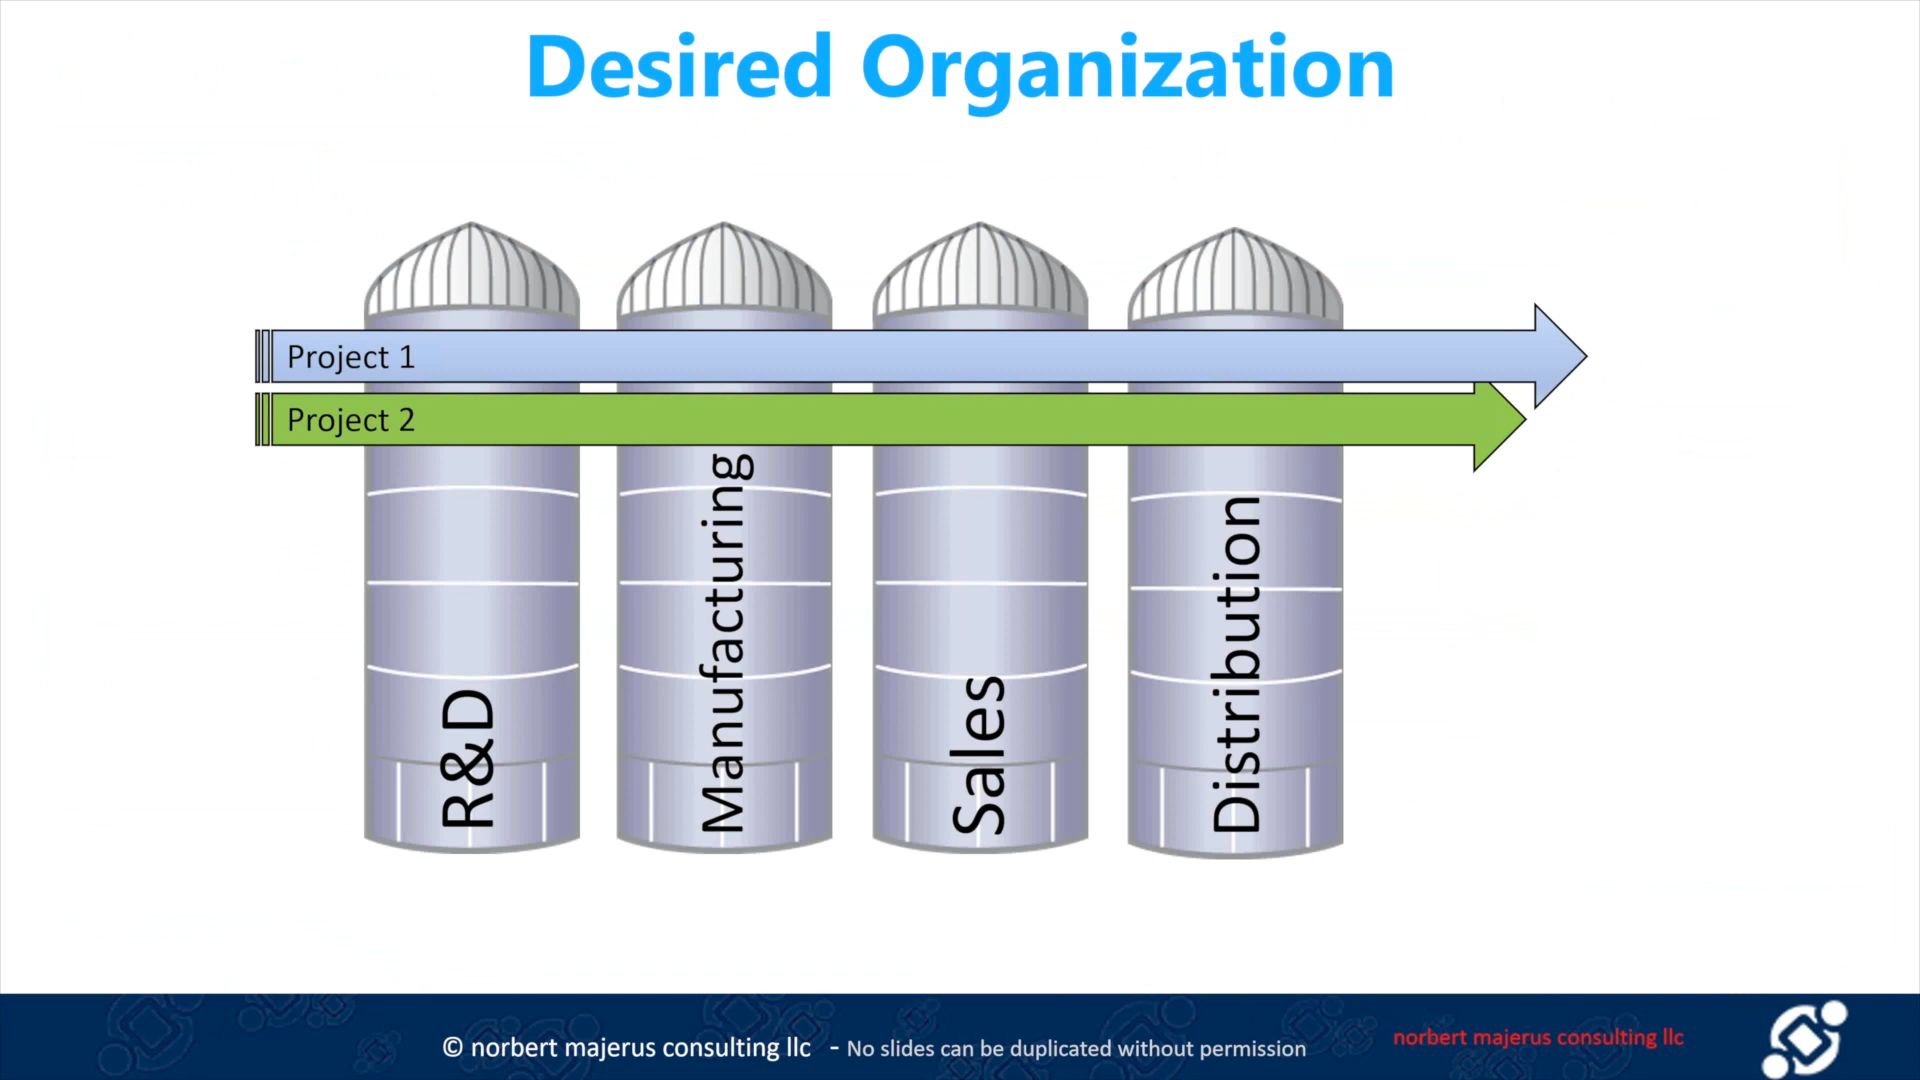 Desired Organization
Project 1
Project 2
R&D
Manufacturing
Sales
Distribution
© norbert majerus consulting llc - No slides can be duplicated without permission
norbert majerus consulting llc